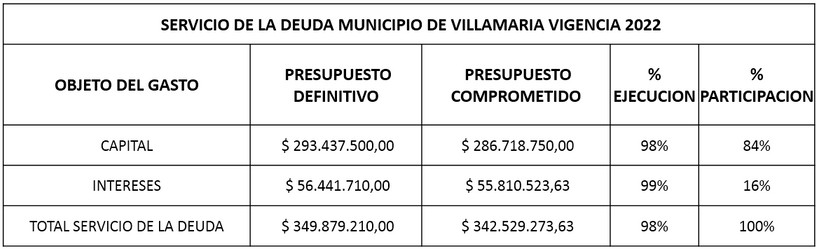 SERVICIO DE LA DEUDA MUNICIPIO DE VILLAMARIA VIGENCIA 2022
OBJETO DEL GASTO PRESUPUESTO DEFINITIVO PRESUPUESTO COMPROMETIDO % EJECUCION % PARTICIPACION
CAPITAL $ 293.437.500,00 $ 286.718.750,00 98% 84%
INTERESES $ 56.441.710,00 $ 55.810.523,63 99% 16%
TOTAL SERVICIO DE LA DEUDA $ 349.879.210,00 $ 342.529.273,63 98% 100%